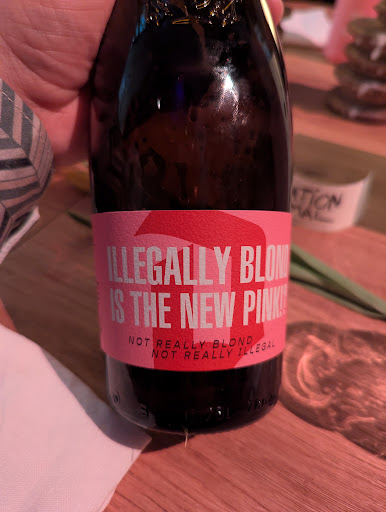 ILLEGALLY BLOND
IS THE NEW PINK!!
NOT REALLY BLOND
NOT REALLY ILLEGAL